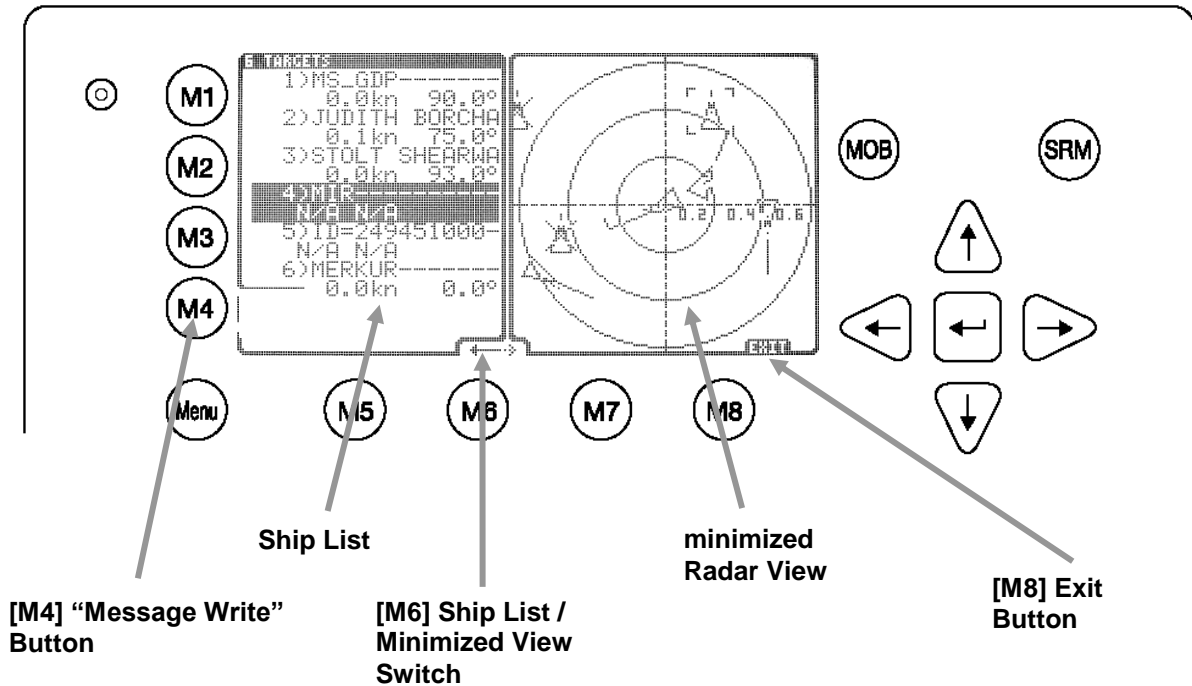 6 TARGETS
1)MS_GDP-------
0.0kn 90.0°
2)JUDITH BORCHA
0.1kn 75.0°
3)STOLT SHEARWA
0.0kn 93.0°
4)MIR----------
N/A N/A
5)ID=249451000-
N/A N/A
6)MERKUR-------
0.0kn 0.0°
0.2 0.4 0.6
EXIT
M1
M2
M3
M4
Menu
M5
M6
M7
M8
MOB
SRM
Ship List
minimized
Radar View
[M4] “Message Write”
Button
[M6] Ship List /
Minimized View
Switch
[M8] Exit
Button